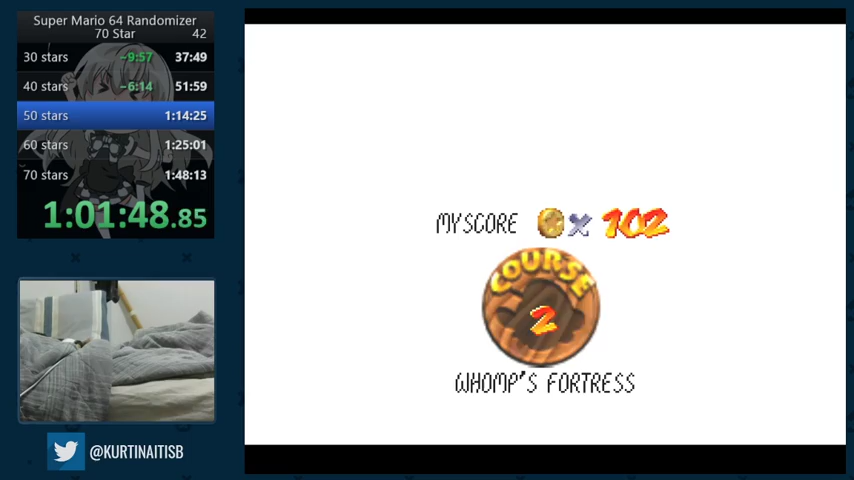 Super Mario 64 Randomizer
70 Star 42
30 stars -9:57 37:49
40 stars -6:14 51:59
50 stars 1:14:25
60 stars 1:25:01
70 stars 1:48:13
1:01:48.85
MY SCORE × 102
COURSE
2
WHOMP'S FORTRESS
@KURTINAITISB